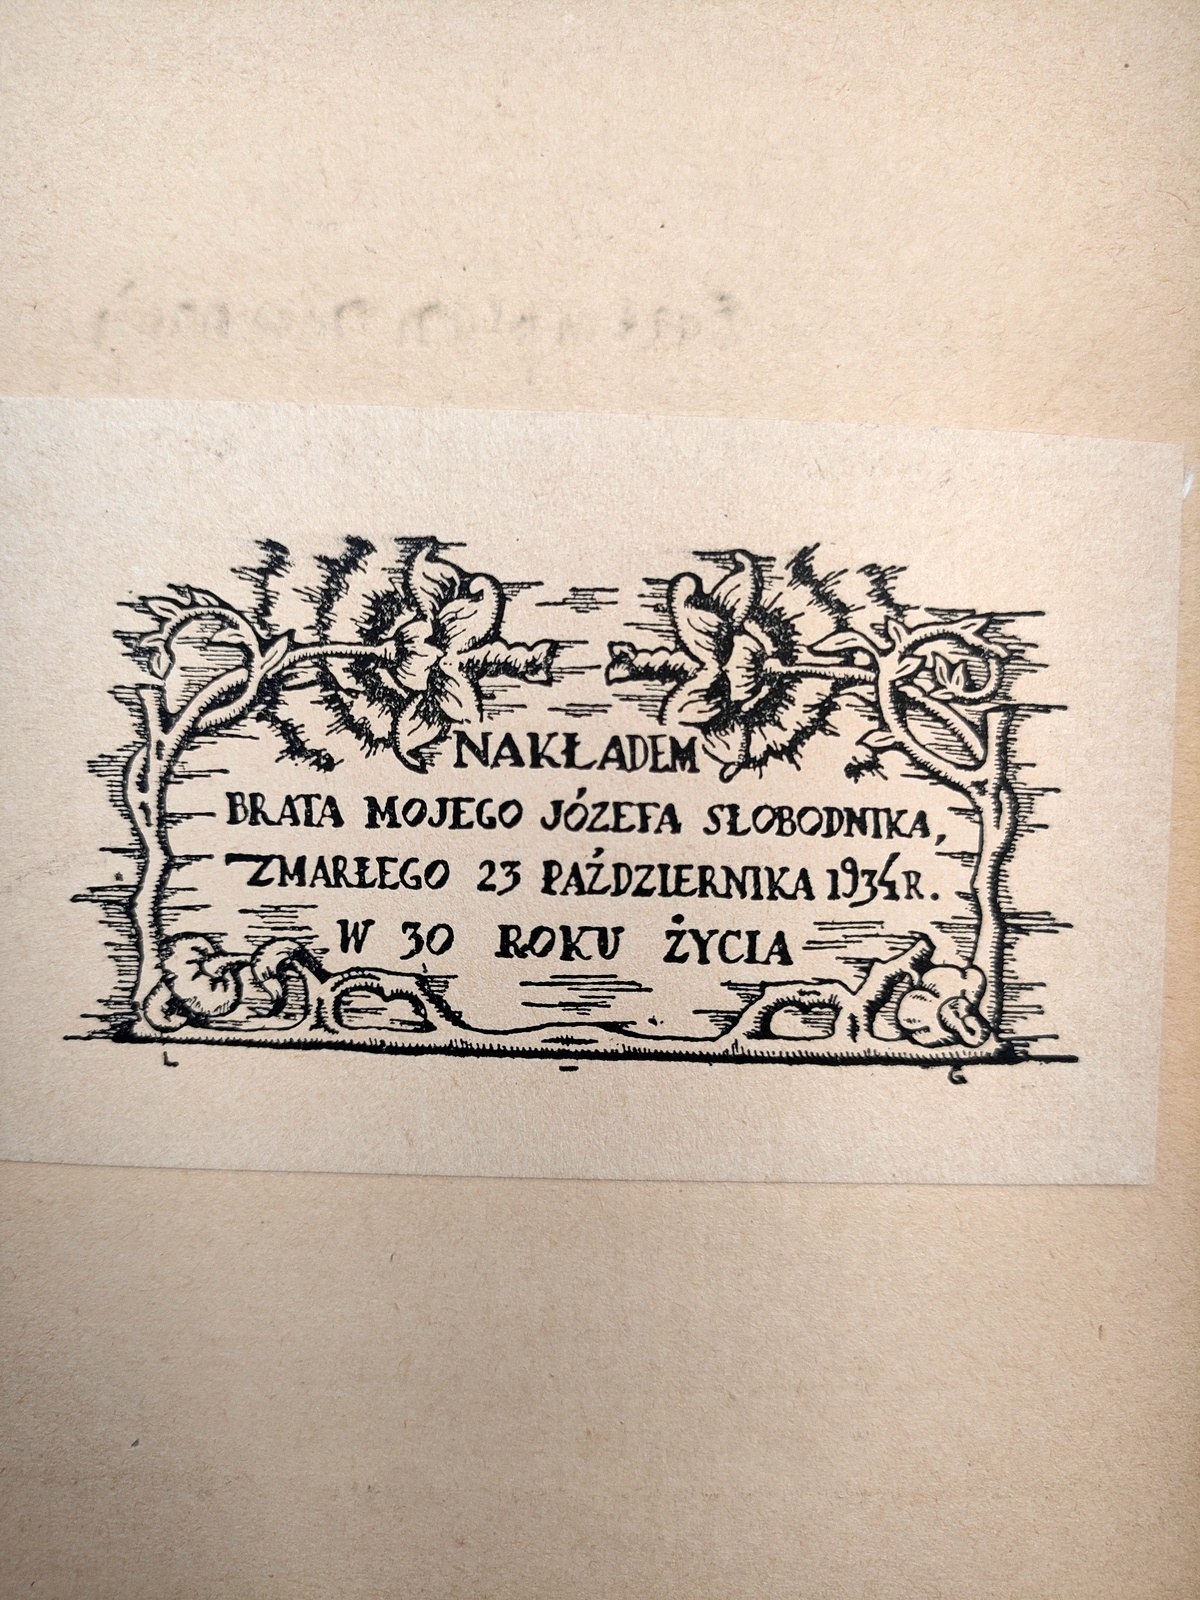 NAKŁADEM
BRATA MOJEGO JÓZEFA SŁOBODNIKA,
ZMARŁEGO 23 PAŹDZIERNIKA 1934 R.
W 30 ROKU ŻYCIA
L G